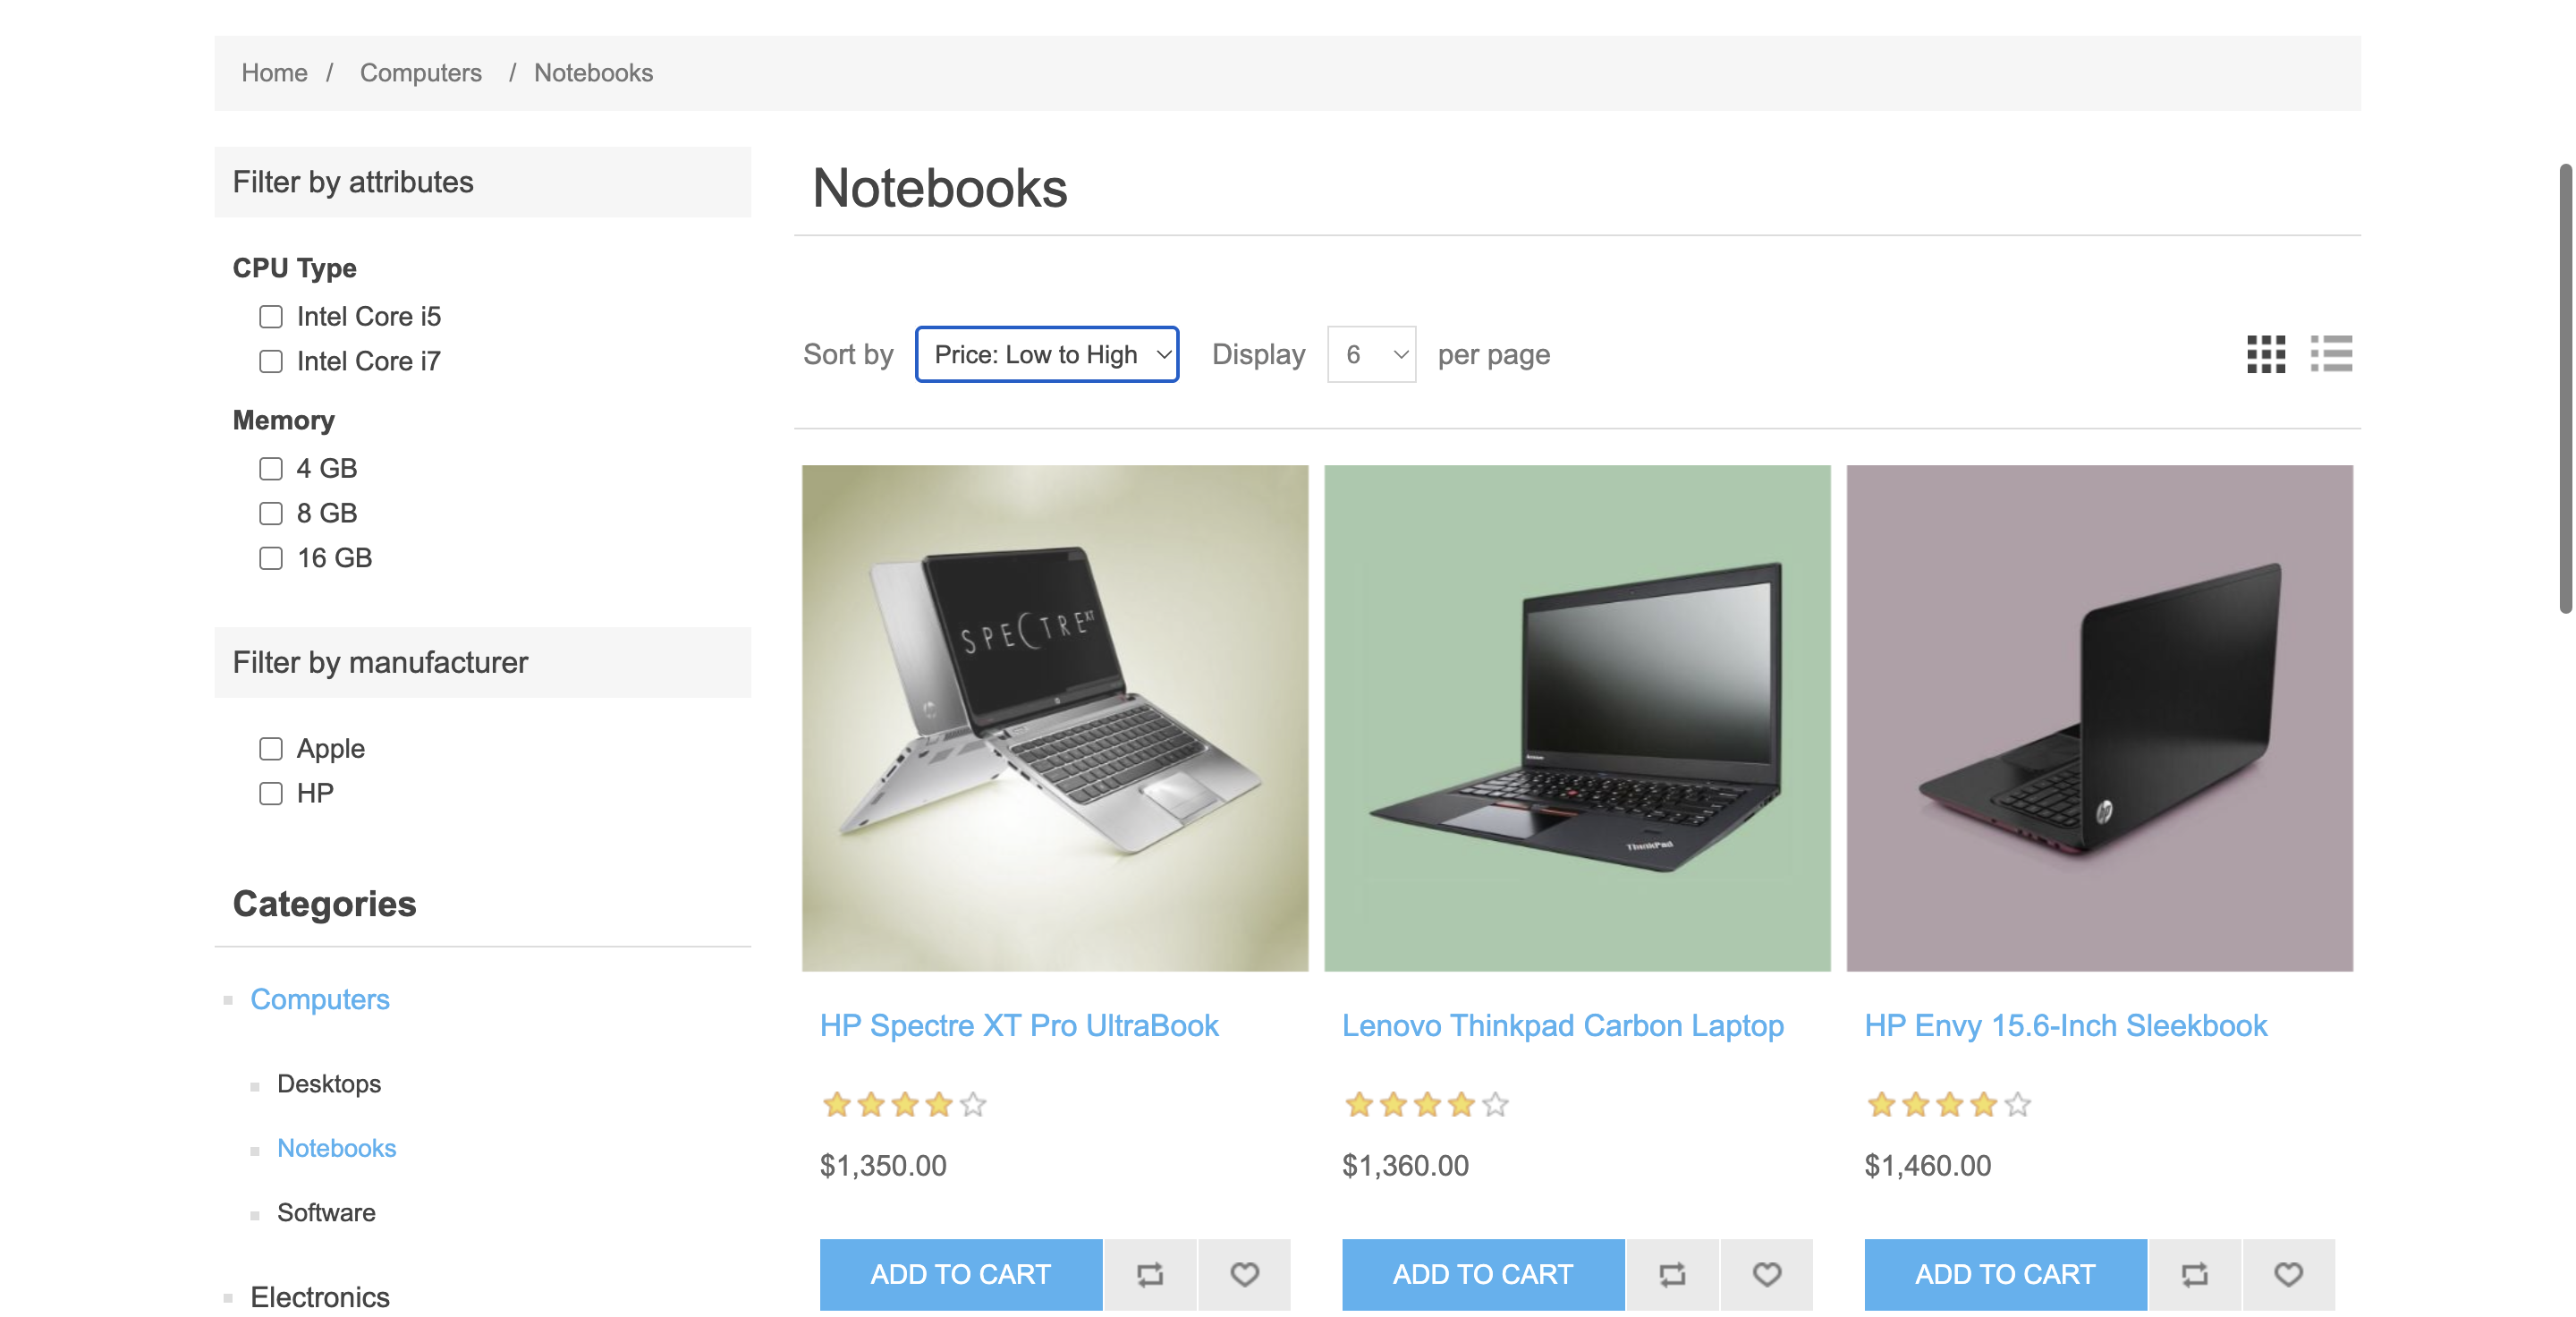 Home / Computers / Notebooks
Filter by attributes
CPU Type
Intel Core i5
Intel Core i7
Memory
4 GB
8 GB
16 GB
Filter by manufacturer
Apple
HP
Categories
Computers
Desktops
Notebooks
Software
Electronics
Notebooks
Sort by Price: Low to High Display 6 per page
SPECTRE XT
ThinkPad
hp
HP Spectre XT Pro UltraBook
$1,350.00
ADD TO CART
Lenovo Thinkpad Carbon Laptop
$1,360.00
ADD TO CART
HP Envy 15.6-Inch Sleekbook
$1,460.00
ADD TO CART